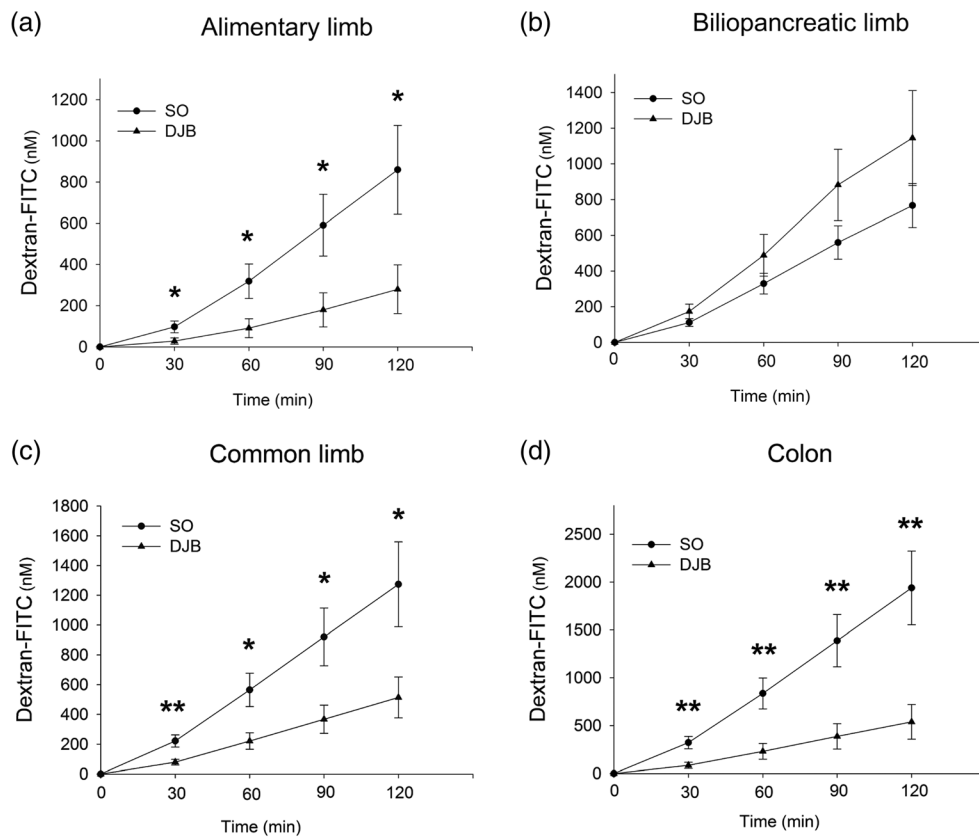 (a)
Alimentary limb
SO
DJB
Dextran-FITC (nM)
1200
1000
800
600
400
200
0
*
*
*
*
0 30 60 90 120
Time (min)
(b)
Biliopancreatic limb
SO
DJB
Dextran-FITC (nM)
1400
1200
1000
800
600
400
200
0
0 30 60 90 120
Time (min)
(c)
Common limb
SO
DJB
Dextran-FITC (nM)
1800
1600
1400
1200
1000
800
600
400
200
0
**
*
*
*
0 30 60 90 120
Time (min)
(d)
Colon
SO
DJB
Dextran-FITC (nM)
2500
2000
1500
1000
500
0
**
**
**
**
0 30 60 90 120
Time (min)